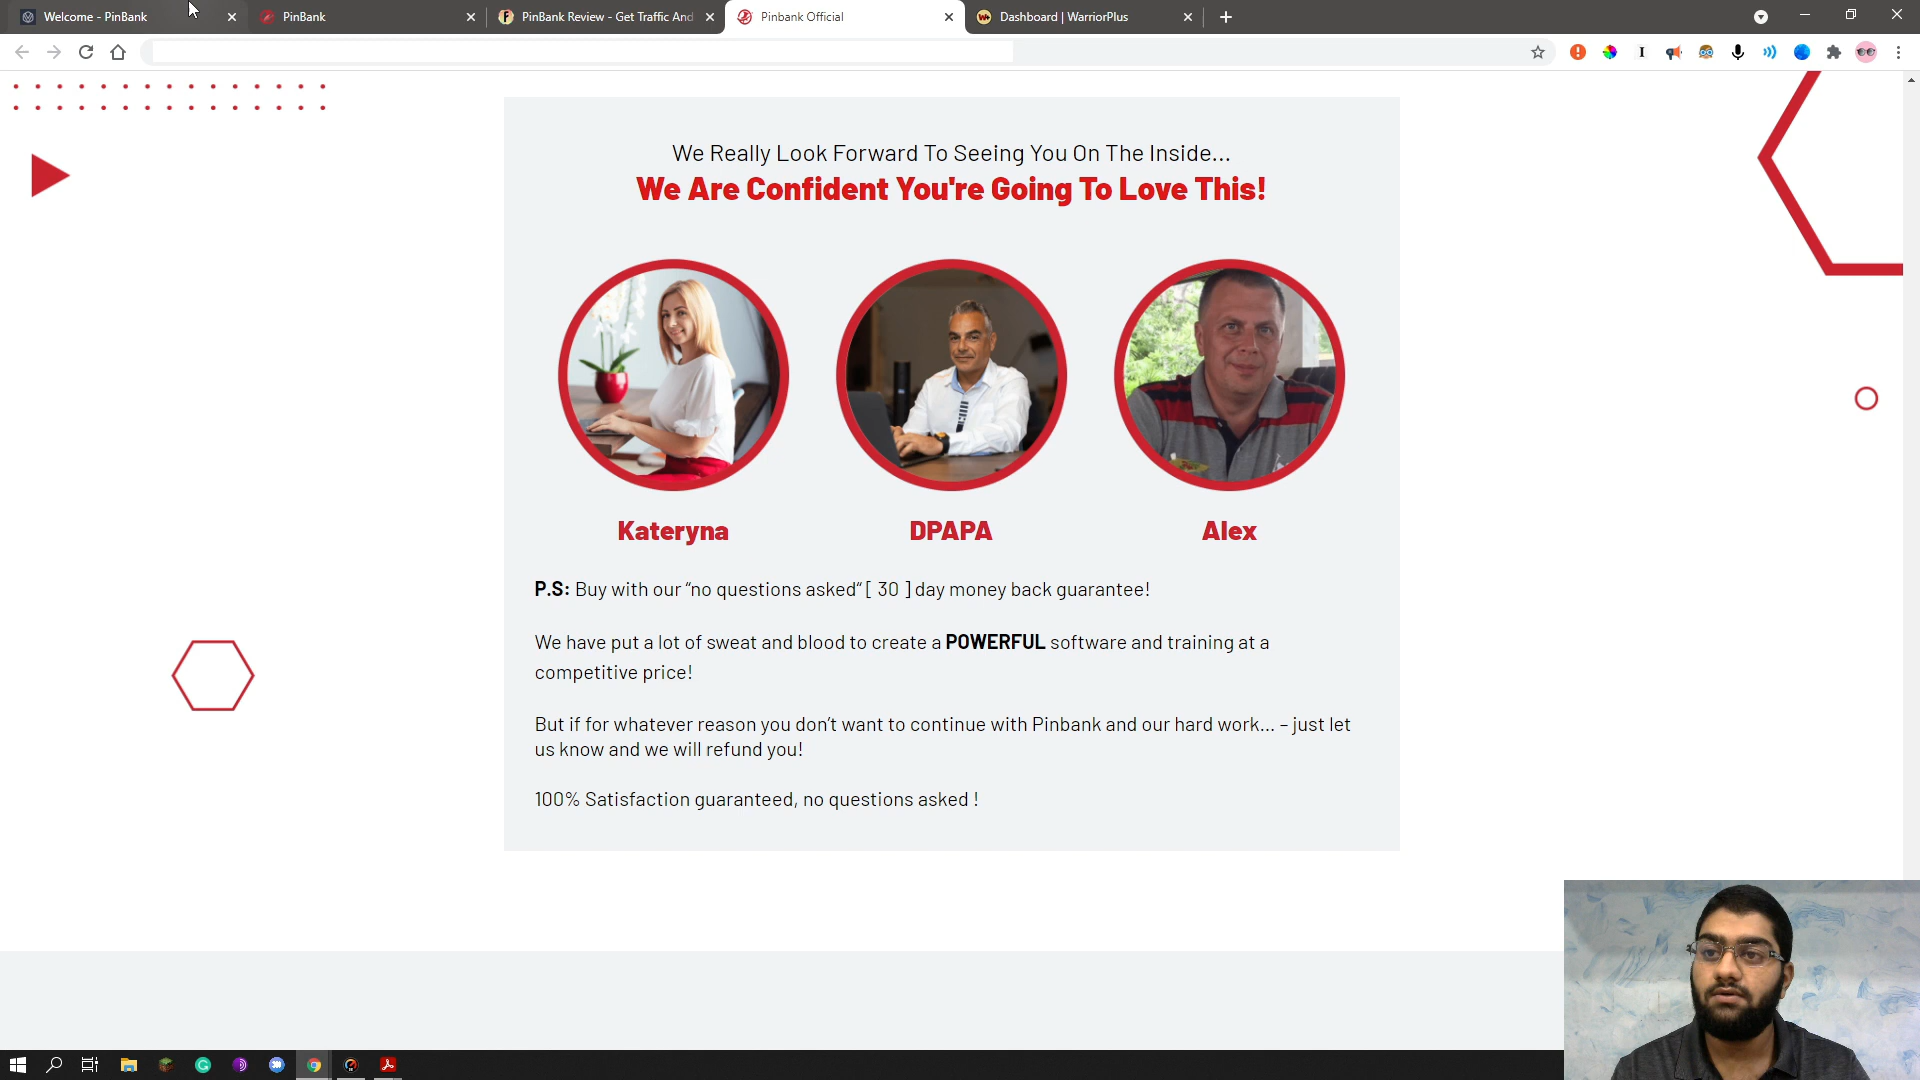 Welcome - PinBank
PinBank
PinBank Review - Get Traffic And
Pinbank Official
Dashboard | WarriorPlus
We Really Look Forward To Seeing You On The Inside...
We Are Confident You're Going To Love This!
Kateryna
DPAPA
Alex
P.S: Buy with our “no questions asked“ [ 30 ] day money back guarantee!
We have put a lot of sweat and blood to create a POWERFUL software and training at a
competitive price!
But if for whatever reason you don’t want to continue with Pinbank and our hard work... – just let
us know and we will refund you!
100% Satisfaction guaranteed, no questions asked !